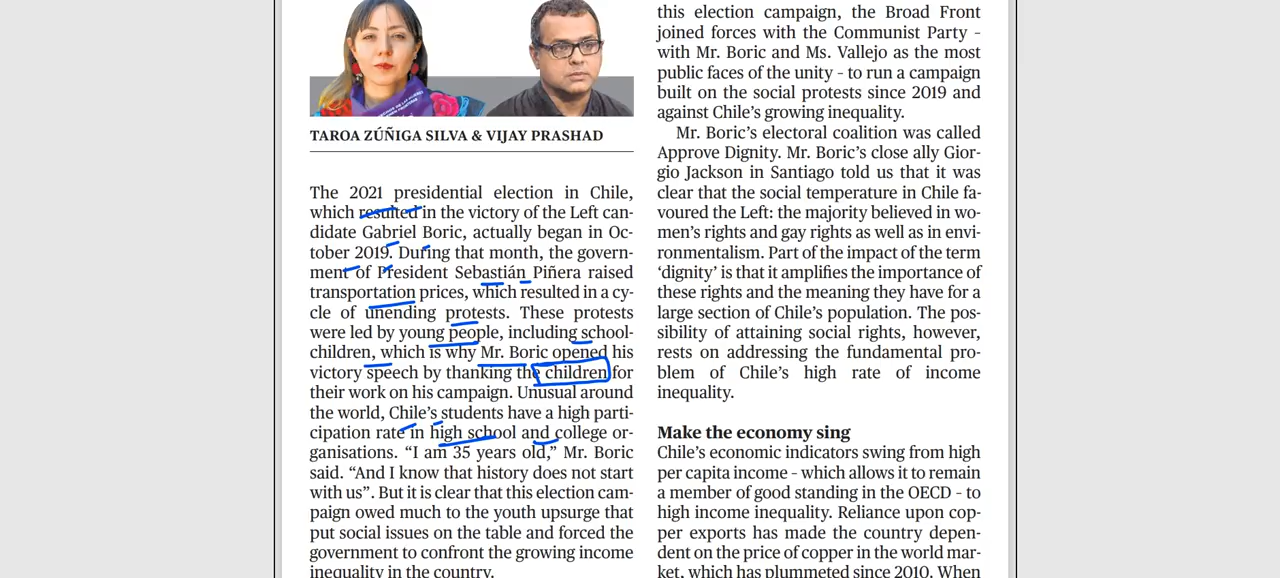 TAROA ZÚÑIGA SILVA & VIJAY PRASHAD
The 2021 presidential election in Chile,
which resulted in the victory of the Left can-
didate Gabriel Boric, actually began in Oc-
tober 2019. During that month, the govern-
ment of President Sebastián Piñera raised
transportation prices, which resulted in a cy-
cle of unending protests. These protests
were led by young people, including school-
children, which is why Mr. Boric opened his
victory speech by thanking the children for
their work on his campaign. Unusual around
the world, Chile's students have a high parti-
cipation rate in high school and college or-
ganisations. “I am 35 years old,” Mr. Boric
said. “And I know that history does not start
with us”. But it is clear that this election cam-
paign owed much to the youth upsurge that
put social issues on the table and forced the
government to confront the growing income
inequality in the country.
this election campaign, the Broad Front
joined forces with the Communist Party –
with Mr. Boric and Ms. Vallejo as the most
public faces of the unity – to run a campaign
built on the social protests since 2019 and
against Chile's growing inequality.
Mr. Boric's electoral coalition was called
Approve Dignity. Mr. Boric's close ally Gior-
gio Jackson in Santiago told us that it was
clear that the social temperature in Chile fa-
voured the Left: the majority believed in wo-
men's rights and gay rights as well as in envi-
ronmentalism. Part of the impact of the term
‘dignity’ is that it amplifies the importance of
these rights and the meaning they have for a
large section of Chile's population. The pos-
sibility of attaining social rights, however,
rests on addressing the fundamental pro-
blem of Chile's high rate of income
inequality.
Make the economy sing
Chile's economic indicators swing from high
per capita income – which allows it to remain
a member of good standing in the OECD – to
high income inequality. Reliance upon cop-
per exports has made the country depen-
dent on the price of copper in the world mar-
ket, which has plummeted since 2010. When